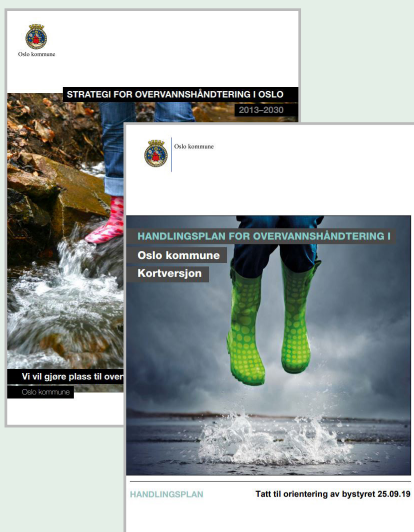 Oslo kommune
STRATEGI FOR OVERVANNSHÅNDTERING I OSLO
2013–2030
Vi vil gjøre plass til over
Oslo kommune
Oslo kommune
HANDLINGSPLAN FOR OVERVANNSHÅNDTERING I
Oslo kommune
Kortversjon
HANDLINGSPLAN Tatt til orientering av bystyret 25.09.19